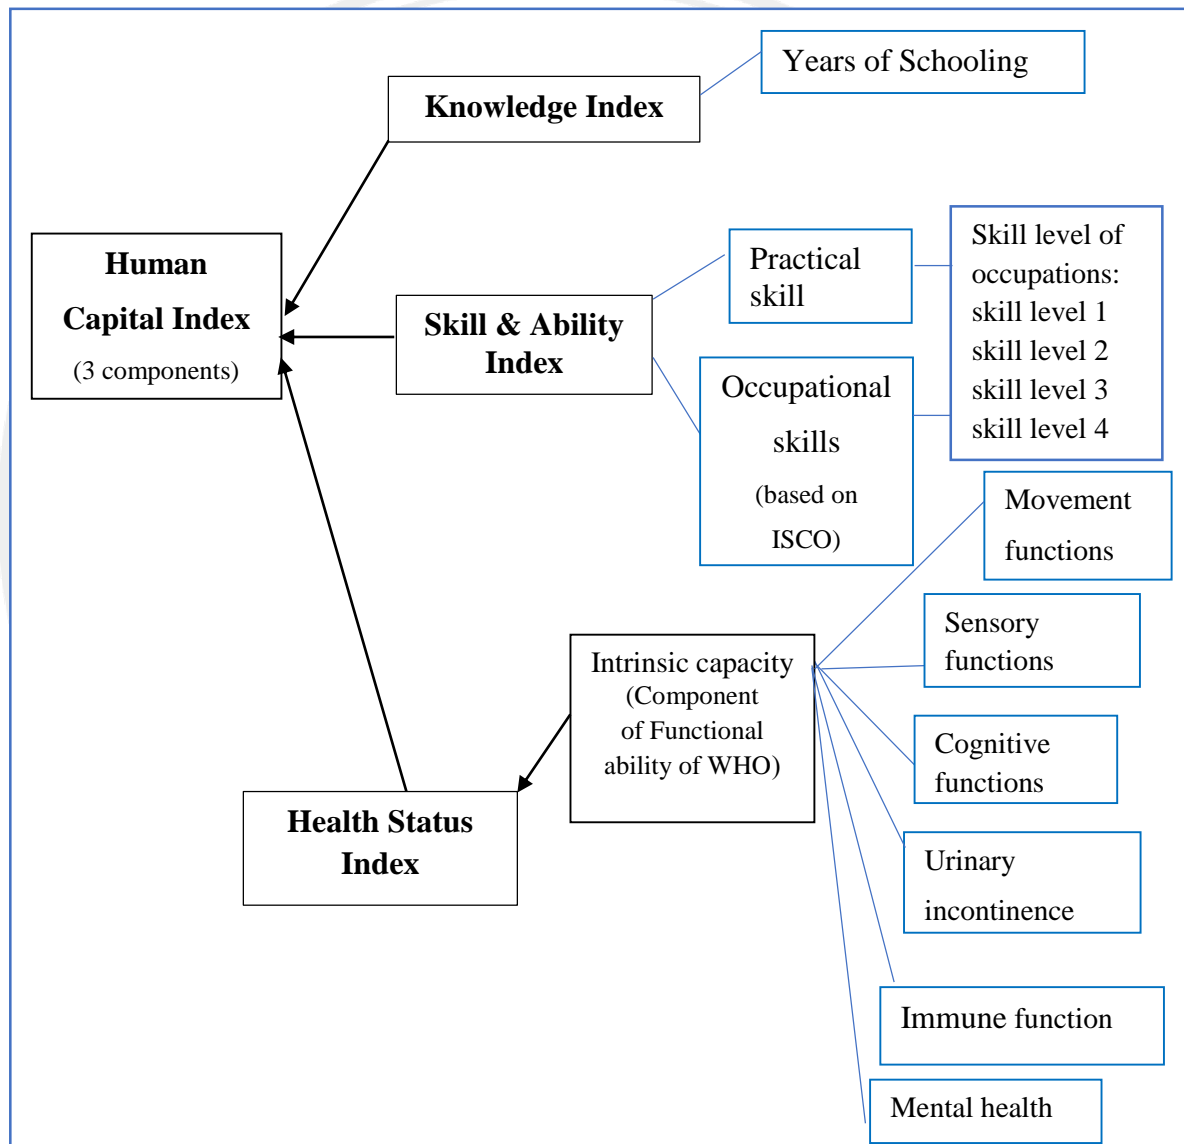 Years of Schooling
Knowledge Index
Human
Capital Index
(3 components)
Skill & Ability
Index
Practical
skill
Occupational
skills
(based on
ISCO)
Skill level of
occupations:
skill level 1
skill level 2
skill level 3
skill level 4
Movement
functions
Sensory
functions
Intrinsic capacity
(Component
of Functional
ability of WHO)
Cognitive
functions
Health Status
Index
Urinary
incontinence
Immune function
Mental health